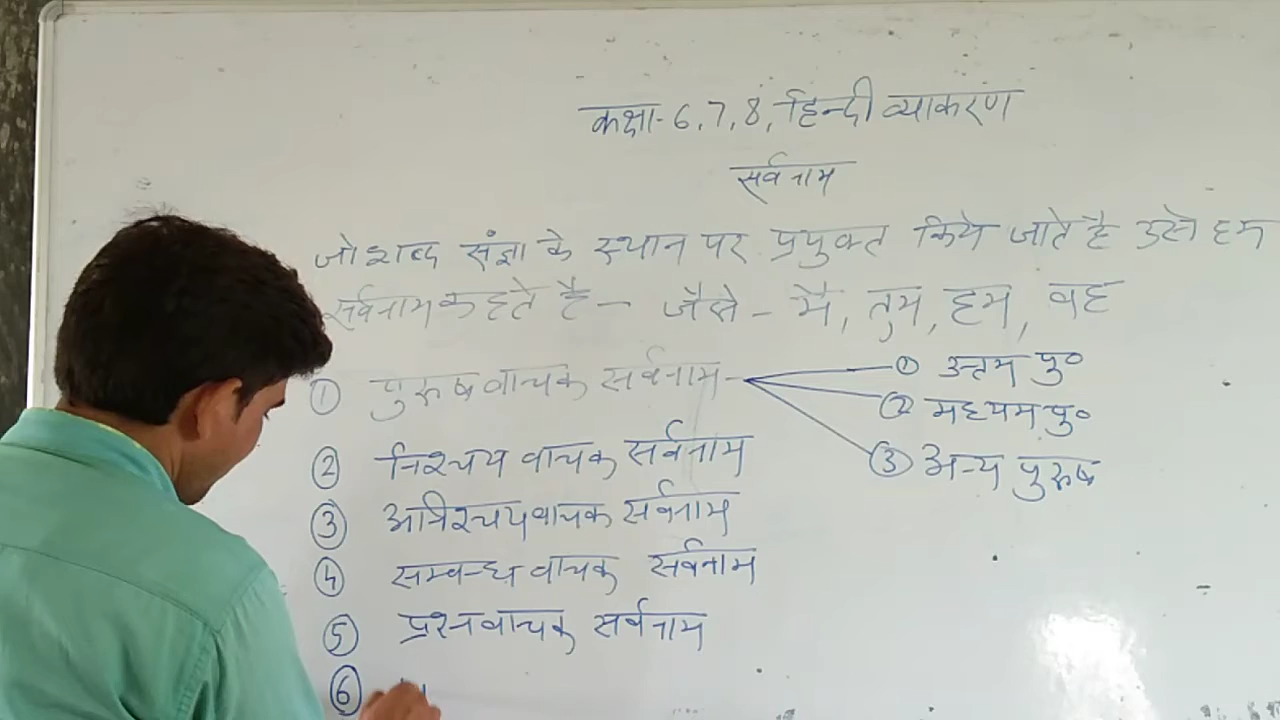 कक्षा- 6,7,8, हिन्दी व्याकरण
सर्वनाम
जो शब्द संज्ञा के स्थान पर प्रयुक्त किये जाते है उसे हम
सर्वनाम कहते है - जैसे - मै, तुम, हम, वह
① पुरुषवाचक सर्वनाम - ① उत्तम पु०
② मध्यम पु०
③ अन्य पुरुष
② निश्चय वाचक सर्वनाम
③ अनिश्चयवाचक सर्वनाम
④ सम्बन्ध वाचक सर्वनाम
⑤ प्रश्नवाचक सर्वनाम
⑥